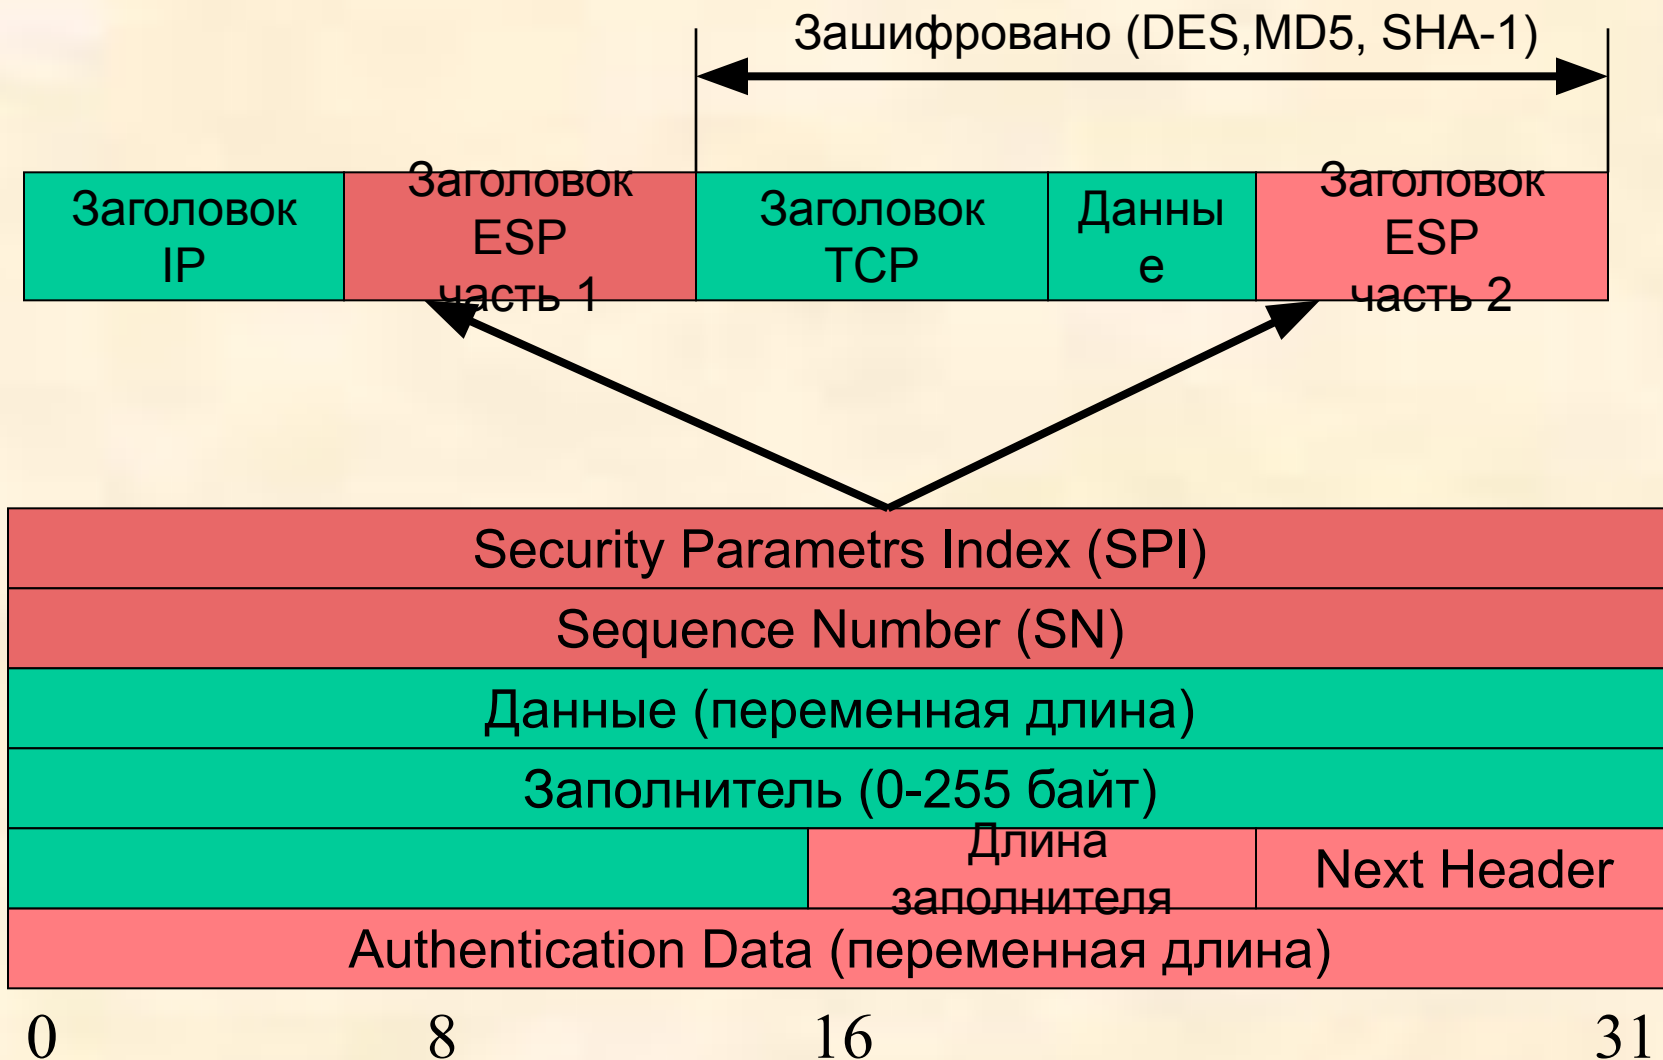 Зашифровано (DES,MD5, SHA-1)
Заголовок
IP
Заголовок
ESP
часть 1
Заголовок
TCP
Данны
е
Заголовок
ESP
часть 2
Security Parametrs Index (SPI)
Sequence Number (SN)
Данные (переменная длина)
Заполнитель (0-255 байт)
Длина
заполнителя
Next Header
Authentication Data (переменная длина)
0 8 16 31